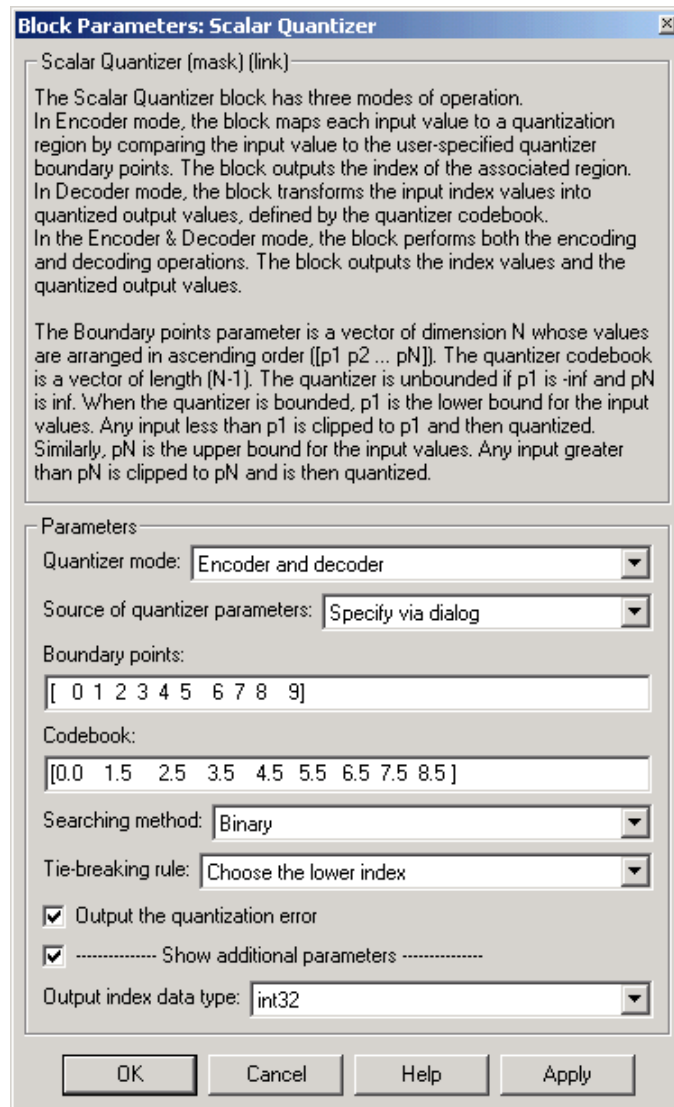 Block Parameters: Scalar Quantizer
Scalar Quantizer (mask) (link)
The Scalar Quantizer block has three modes of operation.
In Encoder mode, the block maps each input value to a quantization
region by comparing the input value to the user-specified quantizer
boundary points. The block outputs the index of the associated region.
In Decoder mode, the block transforms the input index values into
quantized output values, defined by the quantizer codebook.
In the Encoder & Decoder mode, the block performs both the encoding
and decoding operations. The block outputs the index values and the
quantized output values.
The Boundary points parameter is a vector of dimension N whose values
are arranged in ascending order ([p1 p2 ... pN]). The quantizer codebook
is a vector of length (N-1). The quantizer is unbounded if p1 is -inf and pN
is inf. When the quantizer is bounded, p1 is the lower bound for the input
values. Any input less than p1 is clipped to p1 and then quantized.
Similarly, pN is the upper bound for the input values. Any input greater
than pN is clipped to pN and is then quantized.
Parameters
Quantizer mode: Encoder and decoder
Source of quantizer parameters: Specify via dialog
Boundary points:
[ 0 1 2 3 4 5 6 7 8 9]
Codebook:
[0.0 1.5 2.5 3.5 4.5 5.5 6.5 7.5 8.5 ]
Searching method: Binary
Tie-breaking rule: Choose the lower index
Output the quantization error
--------------- Show additional parameters ---------------
Output index data type: int32
OK Cancel Help Apply